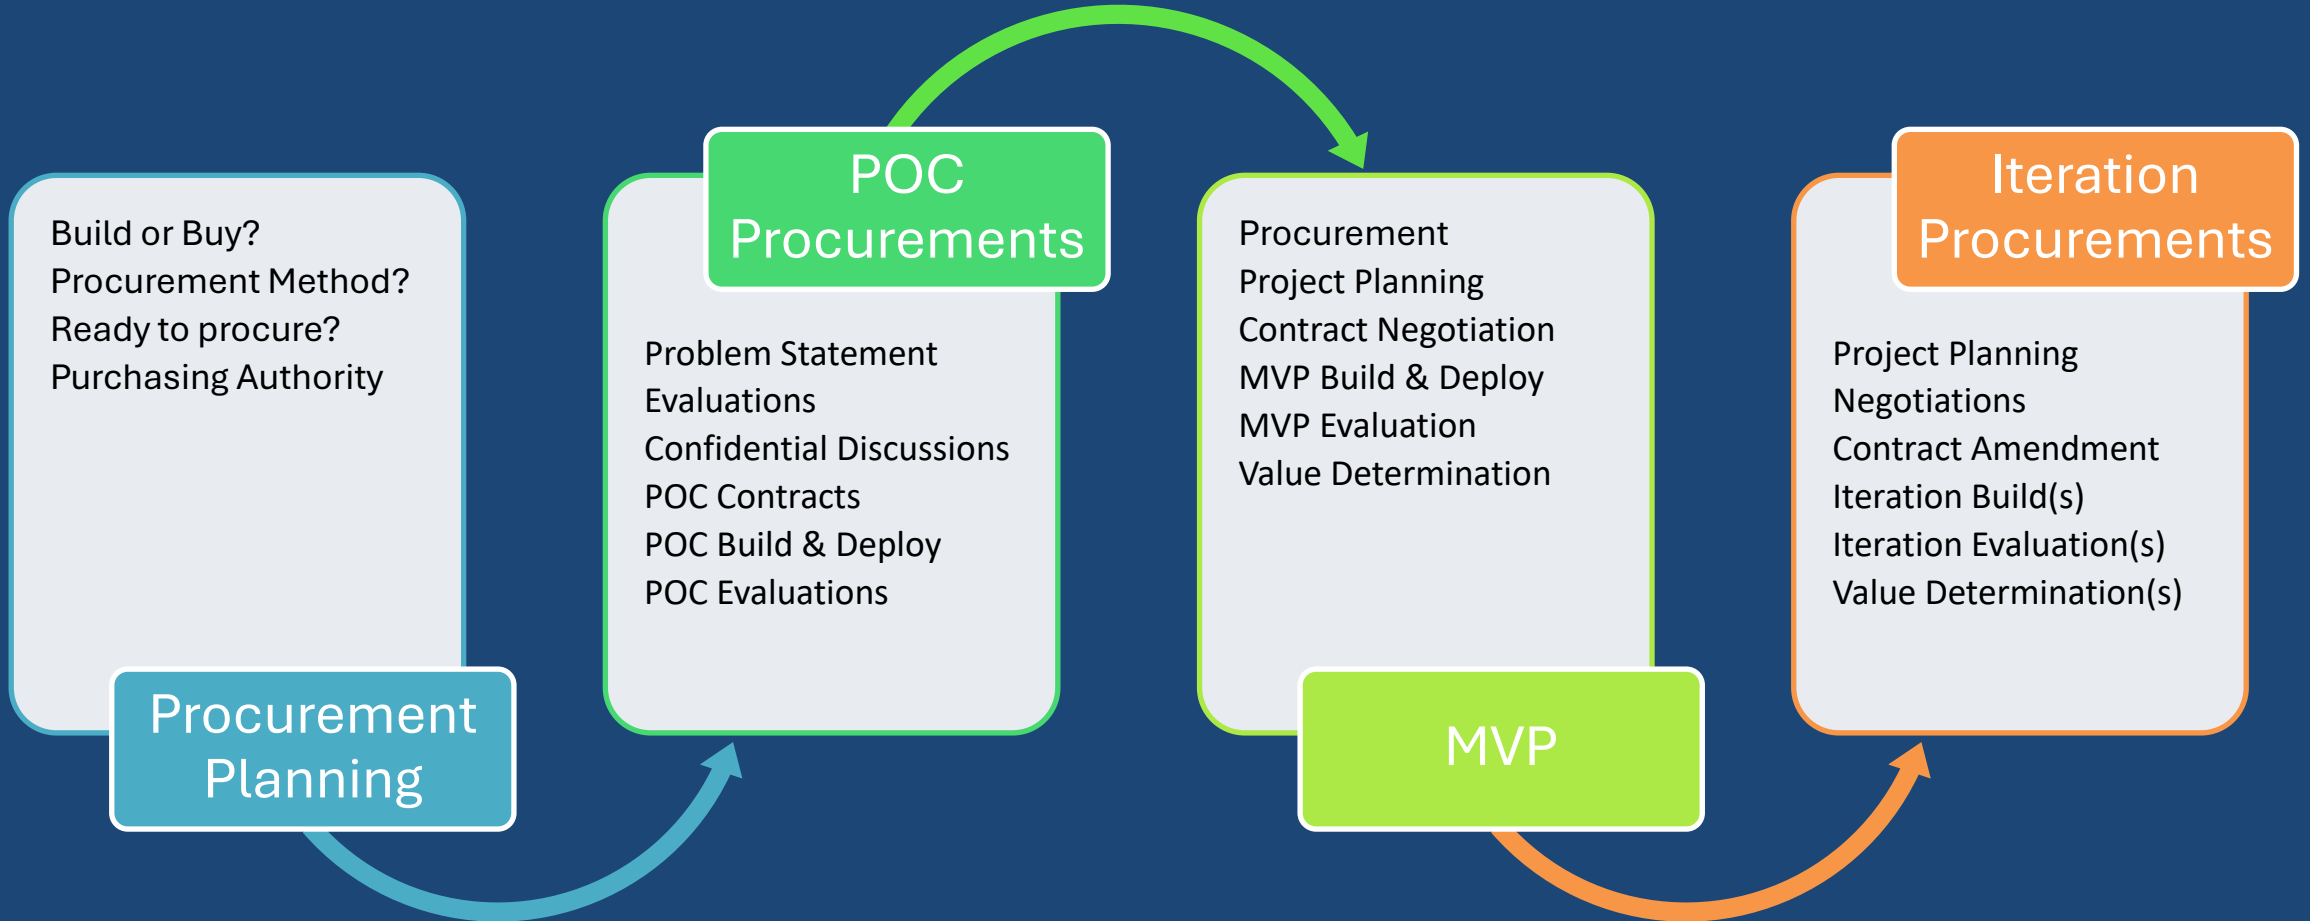 Build or Buy?
Procurement Method?
Ready to procure?
Purchasing Authority
Procurement
Planning
POC
Procurements
Problem Statement
Evaluations
Confidential Discussions
POC Contracts
POC Build & Deploy
POC Evaluations
Procurement
Project Planning
Contract Negotiation
MVP Build & Deploy
MVP Evaluation
Value Determination
MVP
Iteration
Procurements
Project Planning
Negotiations
Contract Amendment
Iteration Build(s)
Iteration Evaluation(s)
Value Determination(s)